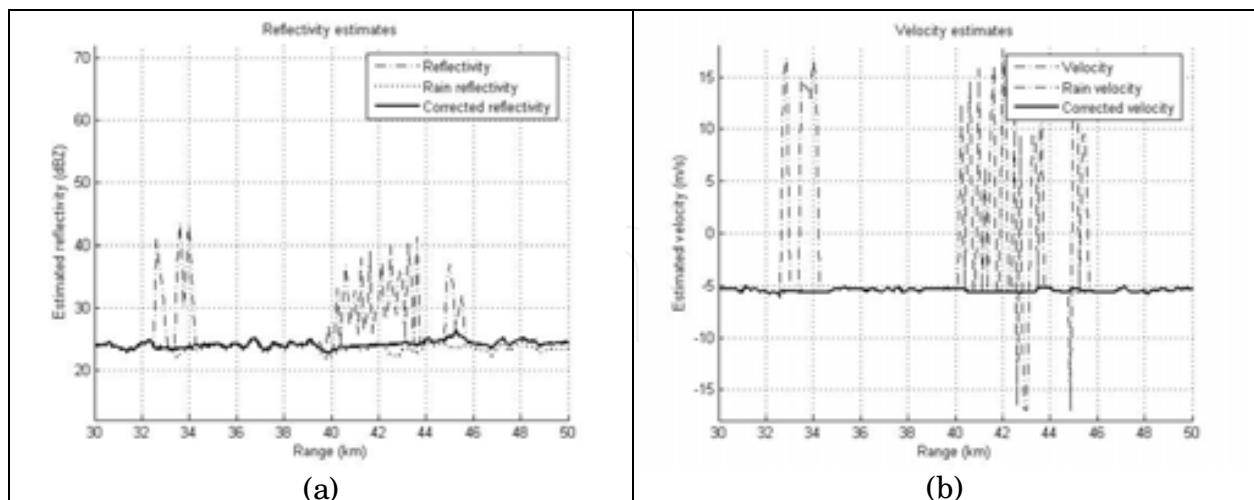 Reflectivity estimates
70
60
50
40
30
20
Estimated reflectivity (dBZ)
Reflectivity
Rain reflectivity
Corrected reflectivity
30 32 34 36 38 40 42 44 46 48 50
Range (km)
(a)
Velocity estimates
15
10
5
0
-5
-10
-15
Estimated velocity (m/s)
Velocity
Rain velocity
Corrected velocity
30 32 34 36 38 40 42 44 46 48 50
Range (km)
(b)